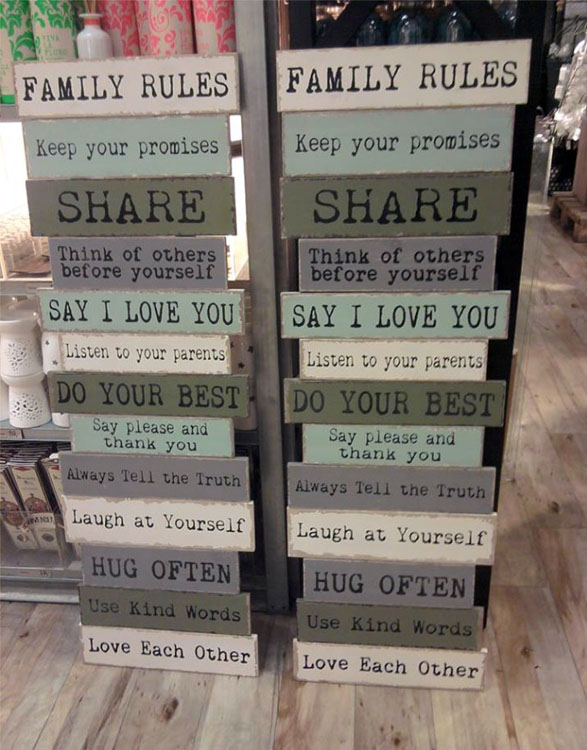 FAMILY RULES
Keep your promises
SHARE
Think of others
before yourself
SAY I LOVE YOU
Listen to your parents
DO YOUR BEST
Say please and
thank you
Always Tell the Truth
Laugh at Yourself
HUG OFTEN
Use Kind Words
Love Each Other
FAMILY RULES
Keep your promises
SHARE
Think of others
before yourself
SAY I LOVE YOU
Listen to your parents
DO YOUR BEST
Say please and
thank you
Always Tell the Truth
Laugh at Yourself
HUG OFTEN
Use Kind Words
Love Each Other